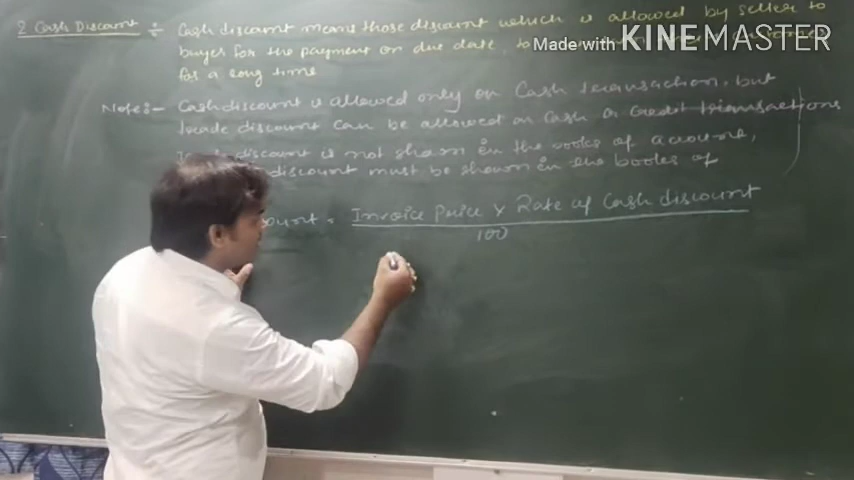 2 Cash Discount ÷ Cash discount means those discount which is allowed by seller to
buyer for the payment on due date, to
for a long time
Made with KINEMASTER
Note:- Cash discount is allowed only on Cash transaction, but
trade discount can be allowed on Cash or Credit transactions
discount is not shown in the books of account,
discount must be shown in the books of
ount = Invoice Price x Rate of Cash discount
100